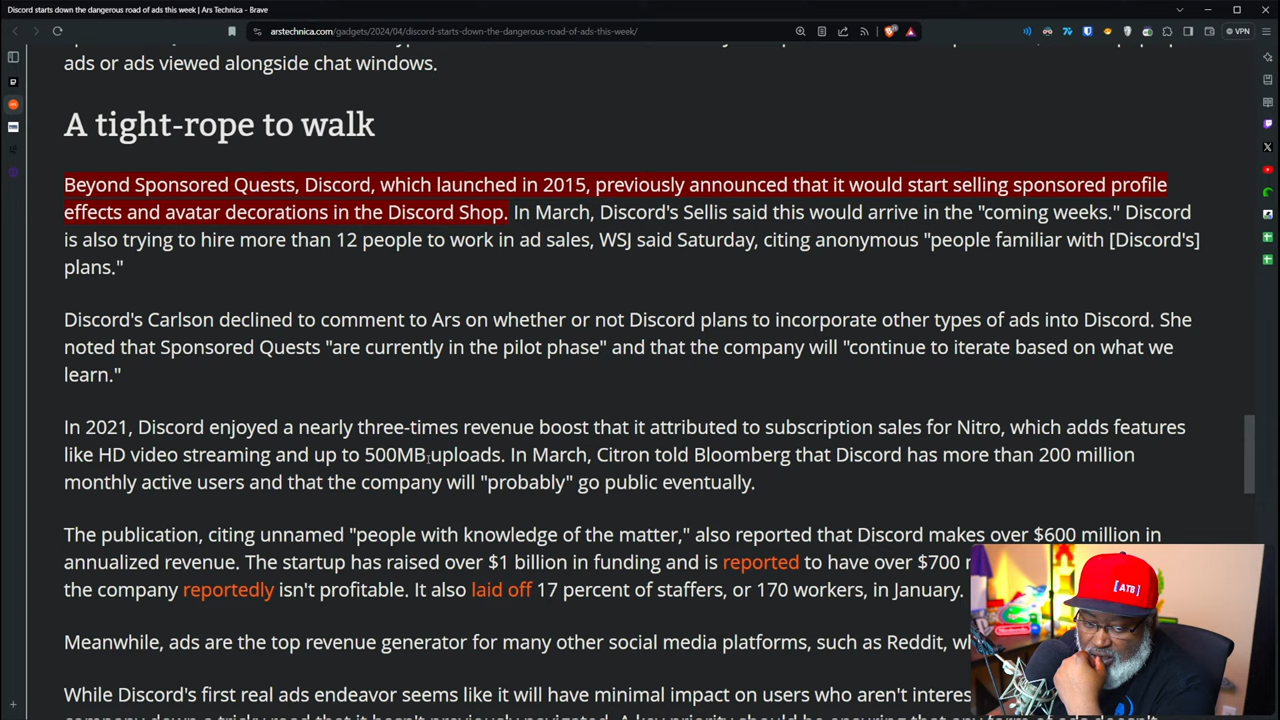 Discord starts down the dangerous road of ads this week | Ars Technica - Brave
arstechnica.com/gadgets/2024/04/discord-starts-down-the-dangerous-road-of-ads-this-week/
VPN
ads or ads viewed alongside chat windows.
A tight-rope to walk
Beyond Sponsored Quests, Discord, which launched in 2015, previously announced that it would start selling sponsored profile
effects and avatar decorations in the Discord Shop. In March, Discord's Sellis said this would arrive in the "coming weeks." Discord
is also trying to hire more than 12 people to work in ad sales, WSJ said Saturday, citing anonymous "people familiar with [Discord's]
plans."
Discord's Carlson declined to comment to Ars on whether or not Discord plans to incorporate other types of ads into Discord. She
noted that Sponsored Quests "are currently in the pilot phase" and that the company will "continue to iterate based on what we
learn."
In 2021, Discord enjoyed a nearly three-times revenue boost that it attributed to subscription sales for Nitro, which adds features
like HD video streaming and up to 500MB uploads. In March, Citron told Bloomberg that Discord has more than 200 million
monthly active users and that the company will "probably" go public eventually.
The publication, citing unnamed "people with knowledge of the matter," also reported that Discord makes over $600 million in
annualized revenue. The startup has raised over $1 billion in funding and is reported to have over $700
the company reportedly isn't profitable. It also laid off 17 percent of staffers, or 170 workers, in January.
Meanwhile, ads are the top revenue generator for many other social media platforms, such as Reddit,
While Discord's first real ads endeavor seems like it will have minimal impact on users who aren't
[ATB]